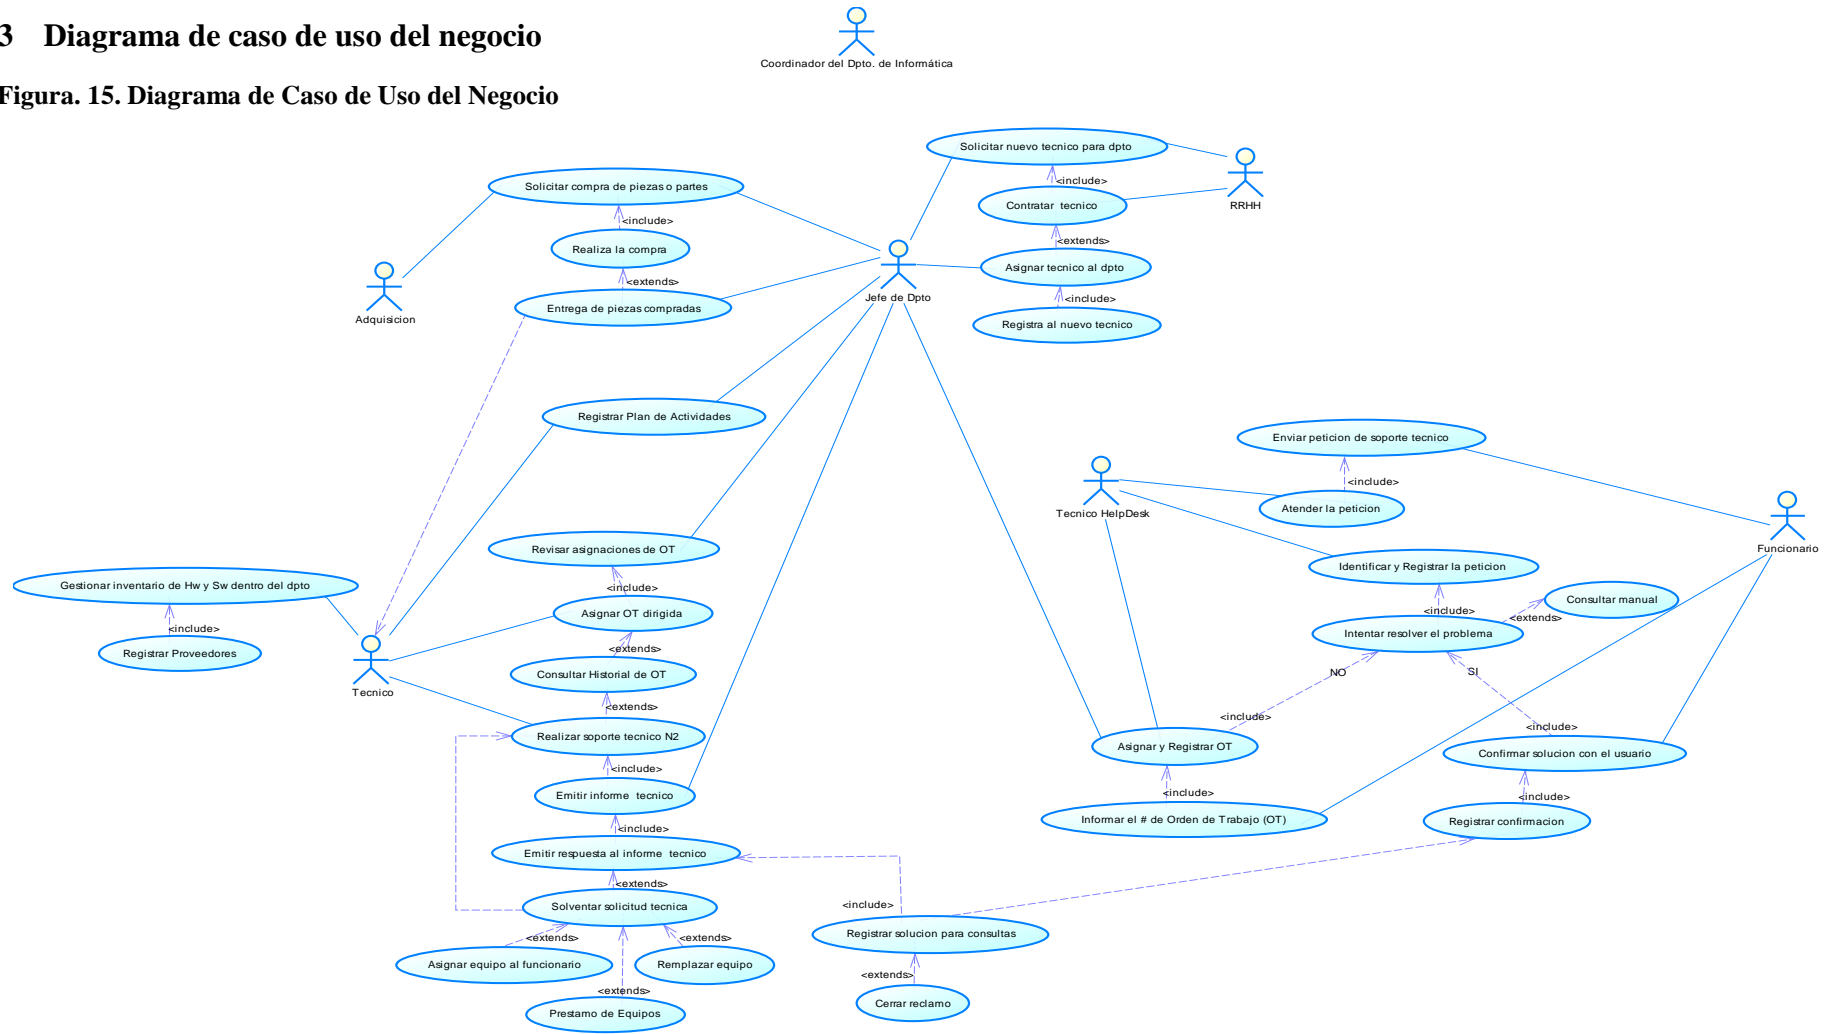 3 Diagrama de caso de uso del negocio
Coordinador del Dpto. de Informática
Figura. 15. Diagrama de Caso de Uso del Negocio
Solicitar nuevo tecnico para dpto
<include>
Contratar tecnico
RRHH
<extends>
Asignar tecnico al dpto
<include>
Registra al nuevo tecnico
Solicitar compra de piezas o partes
<include>
Realiza la compra
<extends>
Entrega de piezas compradas
Adquisicion
Jefe de Dpto
Registrar Plan de Actividades
Enviar peticion de soporte tecnico
<include>
Atender la peticion
Tecnico HelpDesk
Funcionario
Identificar y Registrar la peticion
<include>
Consultar manual
<extends>
Intentar resolver el problema
NO
SI
<include>
<include>
Asignar y Registrar OT
Confirmar solucion con el usuario
<include>
<include>
Informar el # de Orden de Trabajo (OT)
Registrar confirmacion
Revisar asignaciones de OT
<include>
Asignar OT dirigida
<extends>
Consultar Historial de OT
<extends>
Realizar soporte tecnico N2
<include>
Emitir informe tecnico
<include>
Emitir respuesta al informe tecnico
<extends>
Solventar solicitud tecnica
<extends>
<extends>
Asignar equipo al funcionario
Remplazar equipo
<extends>
Prestamo de Equipos
Gestionar inventario de Hw y Sw dentro del dpto
<include>
Registrar Proveedores
Tecnico
<include>
Registrar solucion para consultas
<extends>
Cerrar reclamo